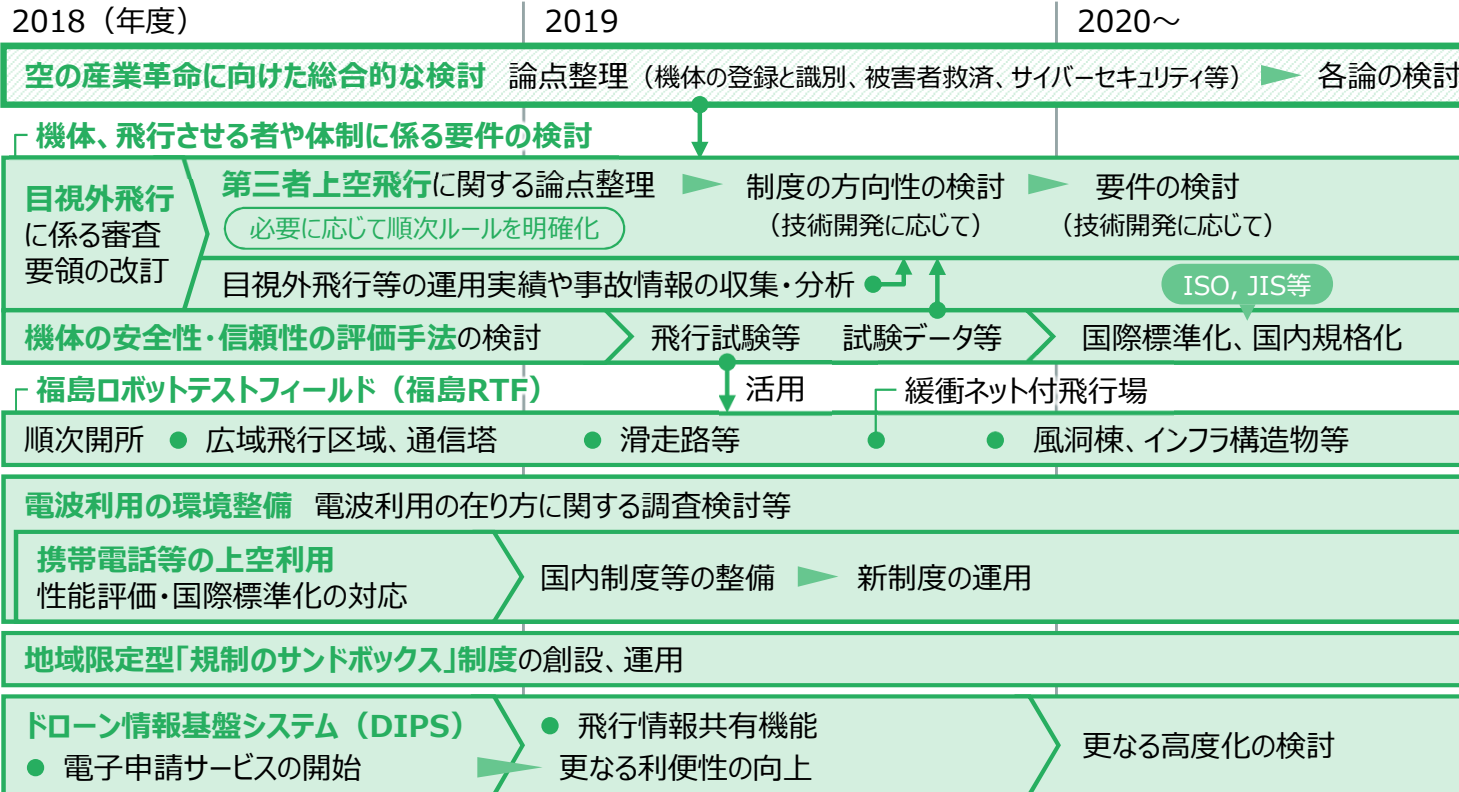 2018（年度）
2019
2020～
空の産業革命に向けた総合的な検討 論点整理（機体の登録と識別、被害者救済、サイバーセキュリティ等） 各論の検討
機体、飛行させる者や体制に係る要件の検討
目視外飛行
に係る審査
要領の改訂
第三者上空飛行に関する論点整理
必要に応じて順次ルールを明確化
制度の方向性の検討
（技術開発に応じて）
要件の検討
（技術開発に応じて）
目視外飛行等の運用実績や事故情報の収集・分析
ISO, JIS等
機体の安全性・信頼性の評価手法の検討 飛行試験等 試験データ等 国際標準化、国内規格化
福島ロボットテストフィールド（福島RTF）
活用
緩衝ネット付飛行場
順次開所 ● 広域飛行区域、通信塔 ● 滑走路等 ● ● 風洞棟、インフラ構造物等
電波利用の環境整備 電波利用の在り方に関する調査検討等
携帯電話等の上空利用
性能評価・国際標準化の対応
国内制度等の整備 新制度の運用
地域限定型「規制のサンドボックス」制度の創設、運用
ドローン情報基盤システム（DIPS）
● 電子申請サービスの開始
● 飛行情報共有機能
更なる利便性の向上
更なる高度化の検討